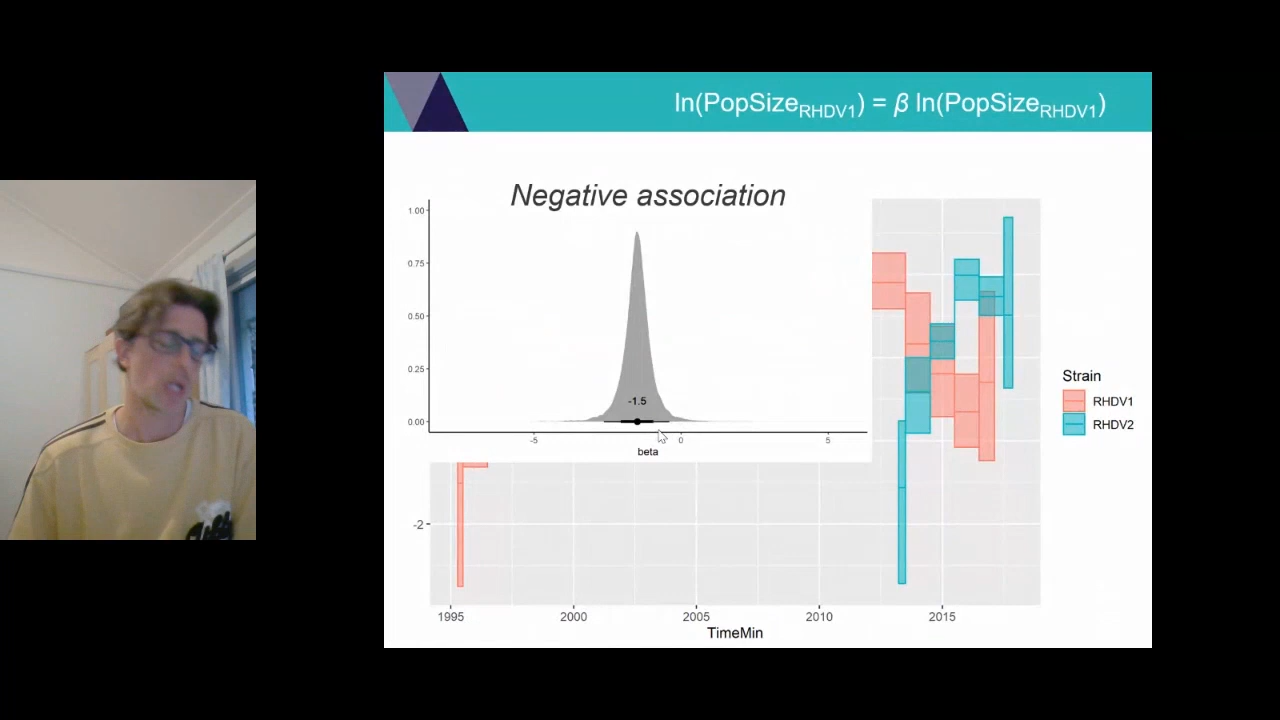 ln(PopSizeRHDV1) = β ln(PopSizeRHDV1)
Negative association
1.00
0.75
0.50
0.25
0.00
-1.5
-5
0
5
beta
Strain
RHDV1
RHDV2
-2
1995
2000
2005
2010
2015
TimeMin